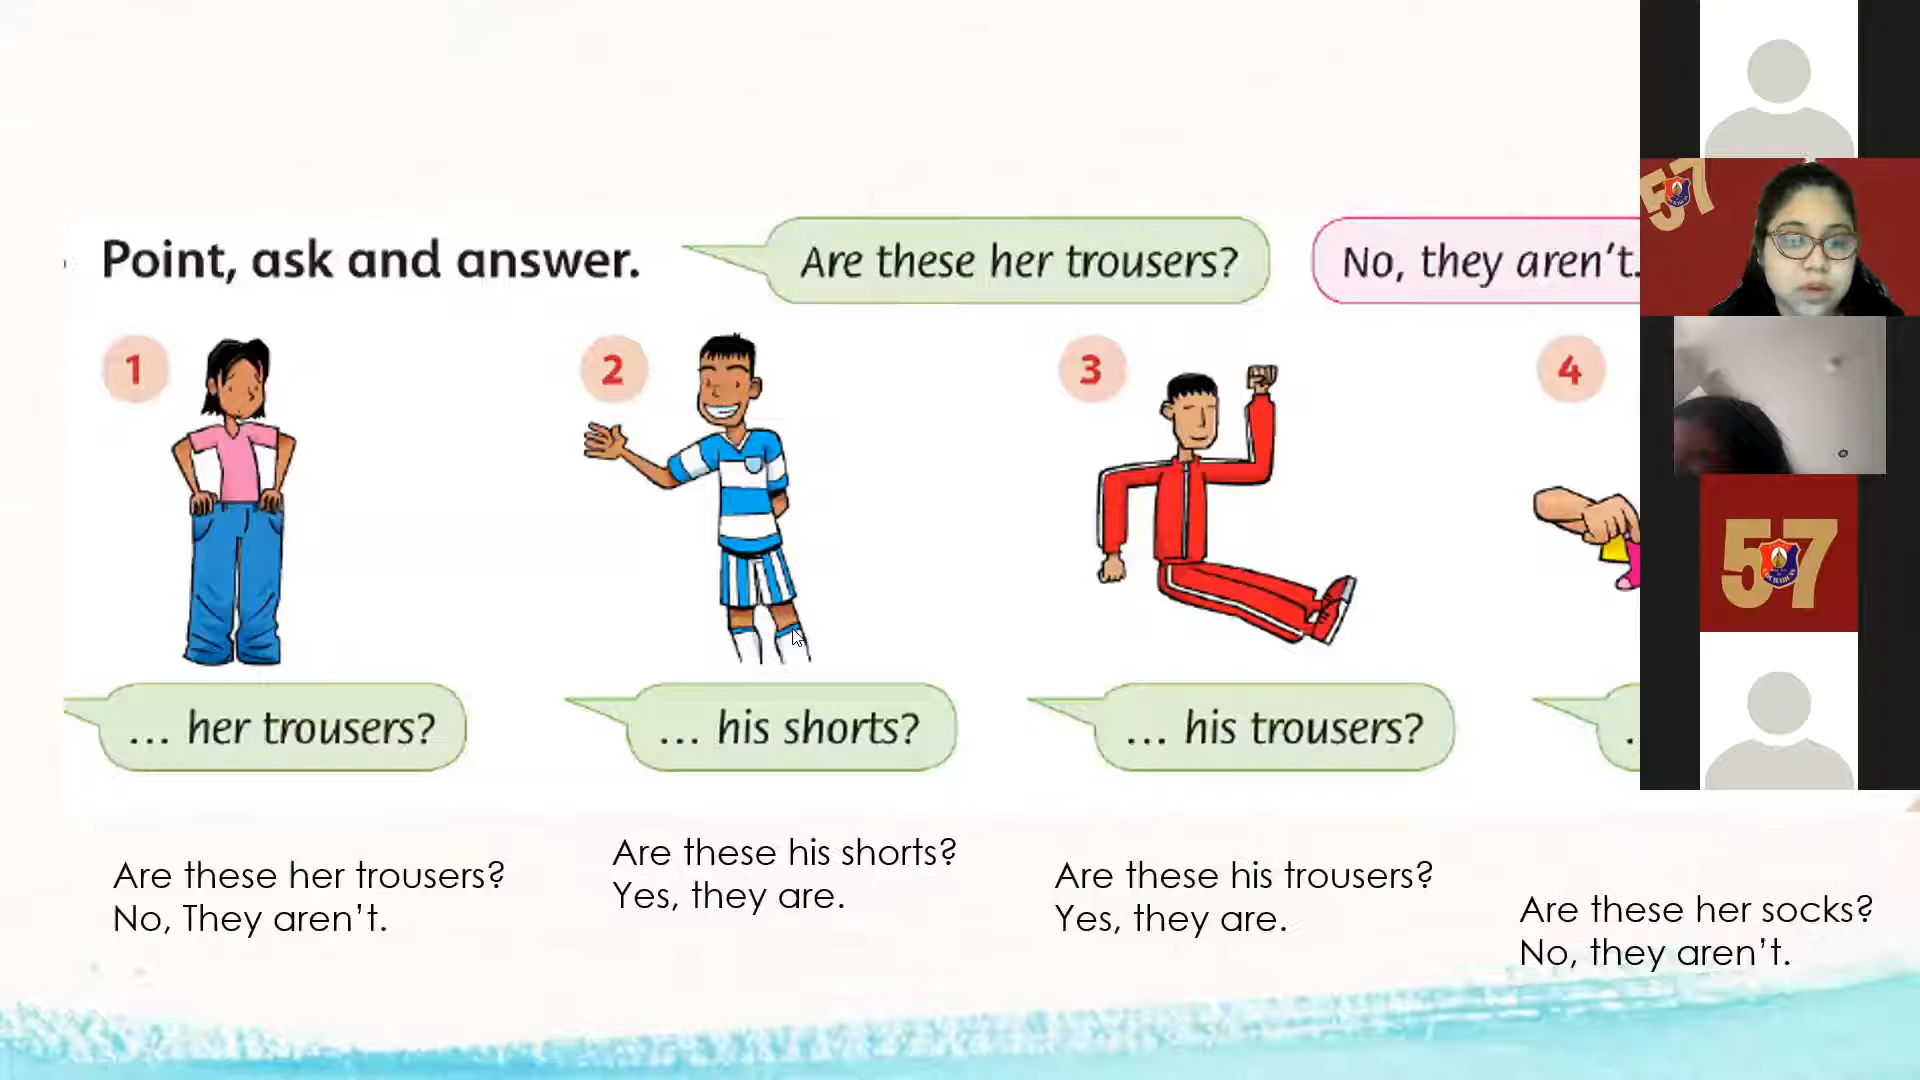 Point, ask and answer.
Are these her trousers?
No, they aren't.
1
2
3
4
... her trousers?
... his shorts?
... his trousers?
Are these her trousers?
No, They aren't.
Are these his shorts?
Yes, they are.
Are these his trousers?
Yes, they are.
Are these her socks?
No, they aren't.
57
57